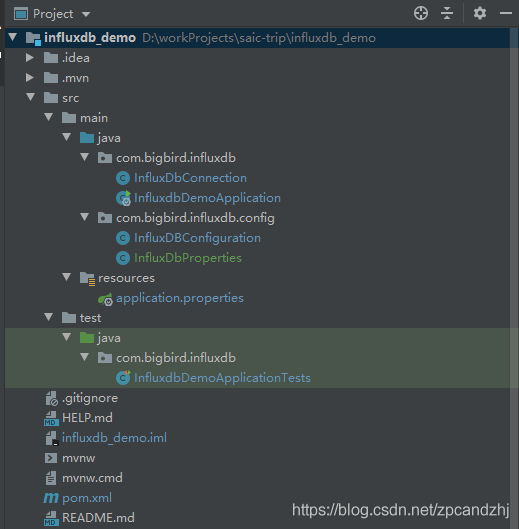 Project
influxdb_demo D:\workProjects\saic-trip\influxdb_demo
.idea
.mvn
src
main
java
com.bigbird.influxdb
InfluxDbConnection
InfluxdbDemoApplication
com.bigbird.influxdb.config
InfluxDBConfiguration
InfluxDbProperties
resources
application.properties
test
java
com.bigbird.influxdb
InfluxdbDemoApplicationTests
.gitignore
MD HELP.md
influxdb_demo.iml
mvnw
mvnw.cmd
m pom.xml
MD README.md
https://blog.csdn.net/zpcandzhj